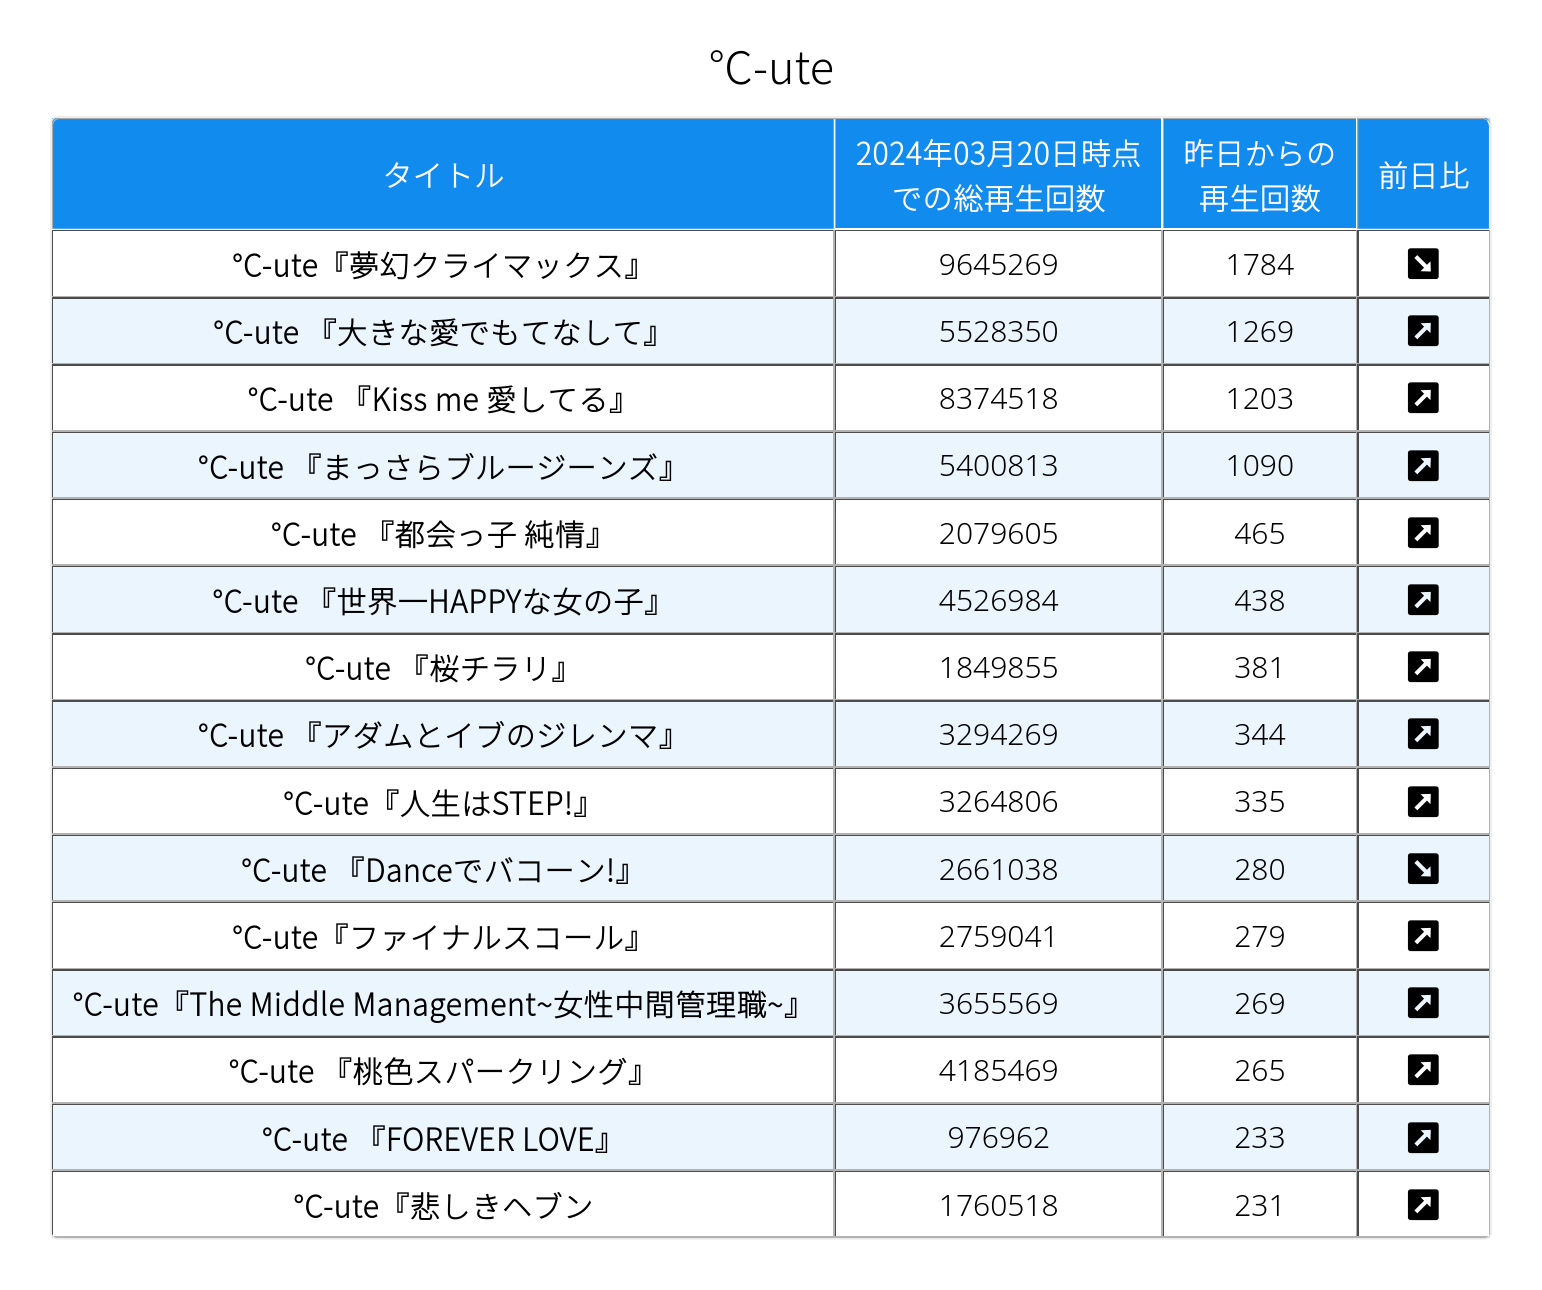 ℃-ute
タイトル
2024年03月20日時点
での総再生回数
昨日からの
再生回数
前日比
℃-ute『夢幻クライマックス』 9645269 1784
℃-ute 『大きな愛でもてなして』 5528350 1269
℃-ute 『Kiss me 愛してる』 8374518 1203
℃-ute 『まっさらブルージーンズ』 5400813 1090
℃-ute 『都会っ子 純情』 2079605 465
℃-ute 『世界一HAPPYな女の子』 4526984 438
℃-ute 『桜チラリ』 1849855 381
℃-ute 『アダムとイブのジレンマ』 3294269 344
℃-ute『人生はSTEP!』 3264806 335
℃-ute 『Danceでバコーン!』 2661038 280
℃-ute『ファイナルスコール』 2759041 279
℃-ute『The Middle Management~女性中間管理職~』 3655569 269
℃-ute 『桃色スパークリング』 4185469 265
℃-ute 『FOREVER LOVE』 976962 233
℃-ute『悲しきヘブン 1760518 231